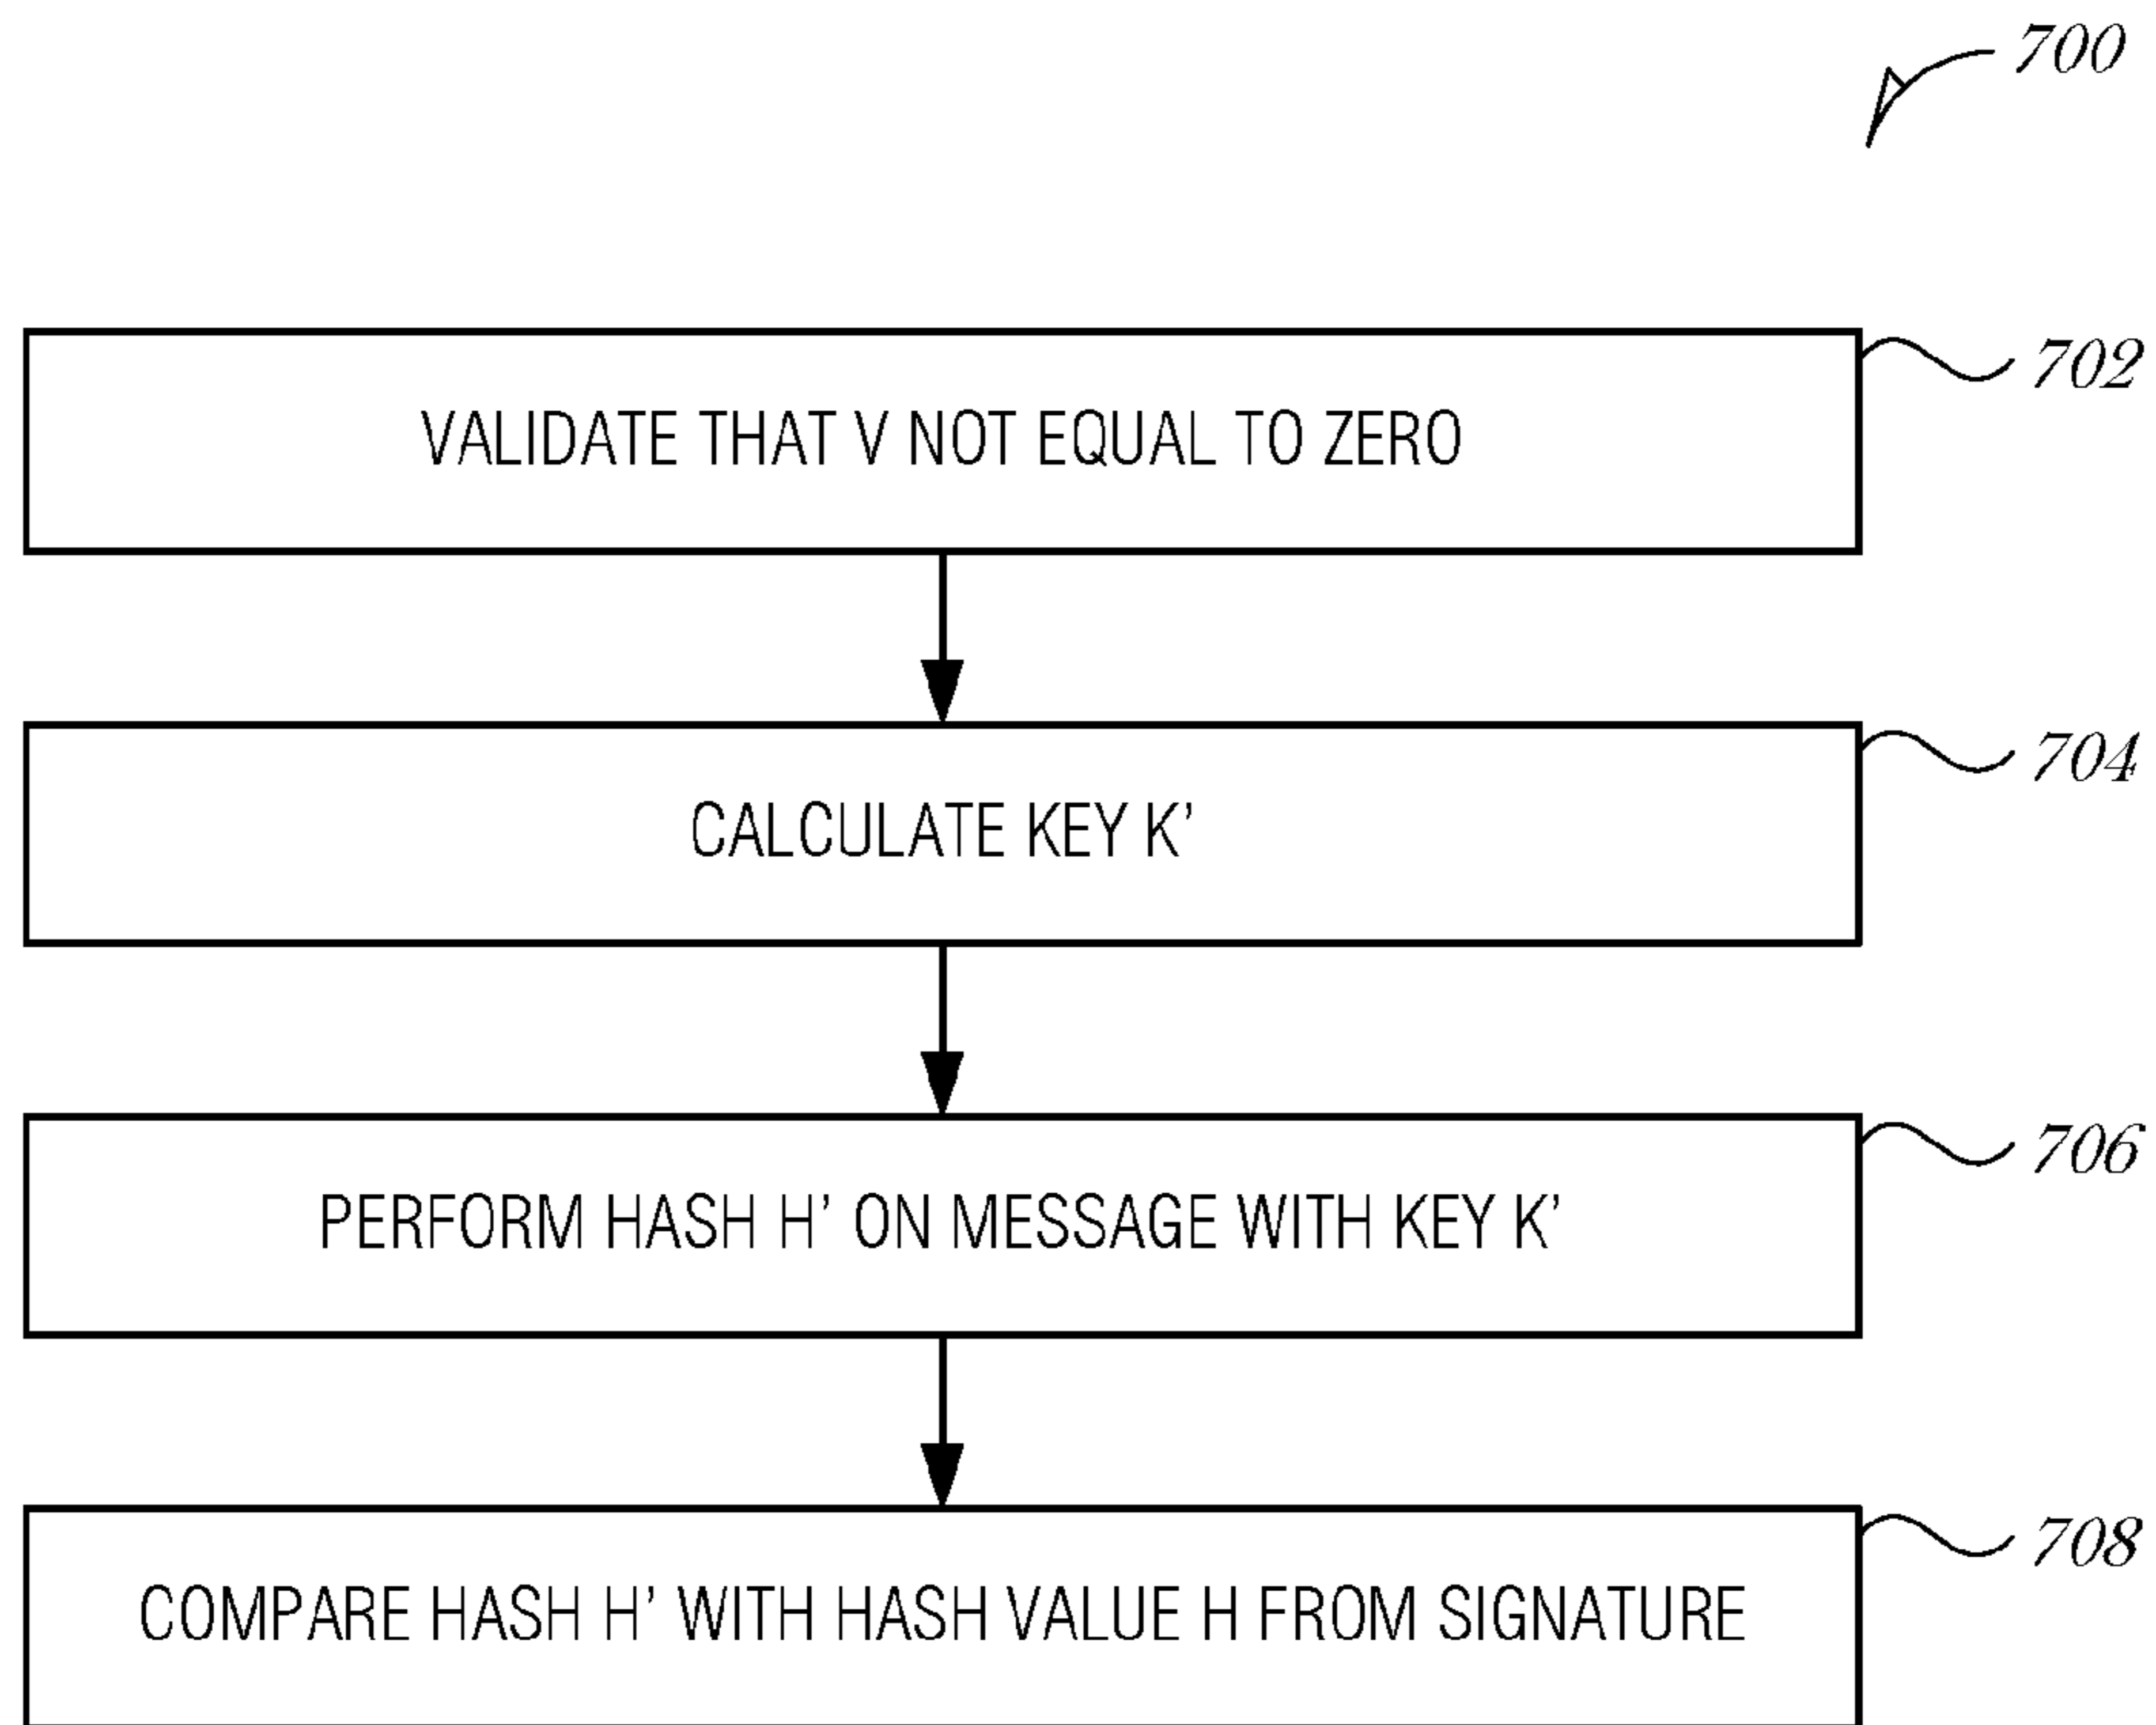 700
VALIDATE THAT V NOT EQUAL TO ZERO
702
CALCULATE KEY K'
704
PERFORM HASH H' ON MESSAGE WITH KEY K'
706
COMPARE HASH H' WITH HASH VALUE H FROM SIGNATURE
708